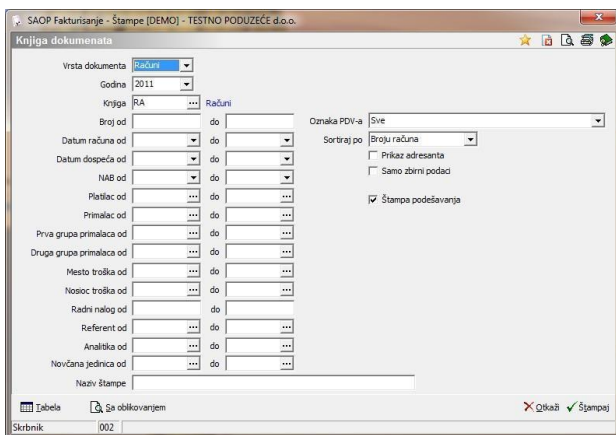 SAOP Fakturisanje - Štampe [DEMO] - TESTNO PODUZEĆE d.o.o.
Knjiga dokumenata
Vrsta dokumenta Računi
Godina 2011
Knjiga RA ... Računi
Broj od do Oznaka PDV-a Sve
Datum računa od do Sortiraj po Broju računa
Datum dospeća od do Prikaz adresanta
NAB od do Samo zbirni podaci
Platilac od ... do ... Štampa podešavanja
Primalac od ... do ...
Prva grupa primalaca od ... do ...
Druga grupa primalaca od ... do ...
Mesto troška od ... do ...
Nosioc troška od ... do ...
Radni nalog od do
Referent od ... do ...
Analitika od ... do ...
Novčana jedinica od ... do ...
Naziv štampe
Tabela Sa oblikovanjem Otkaži Štampaj
Skrbnik 002